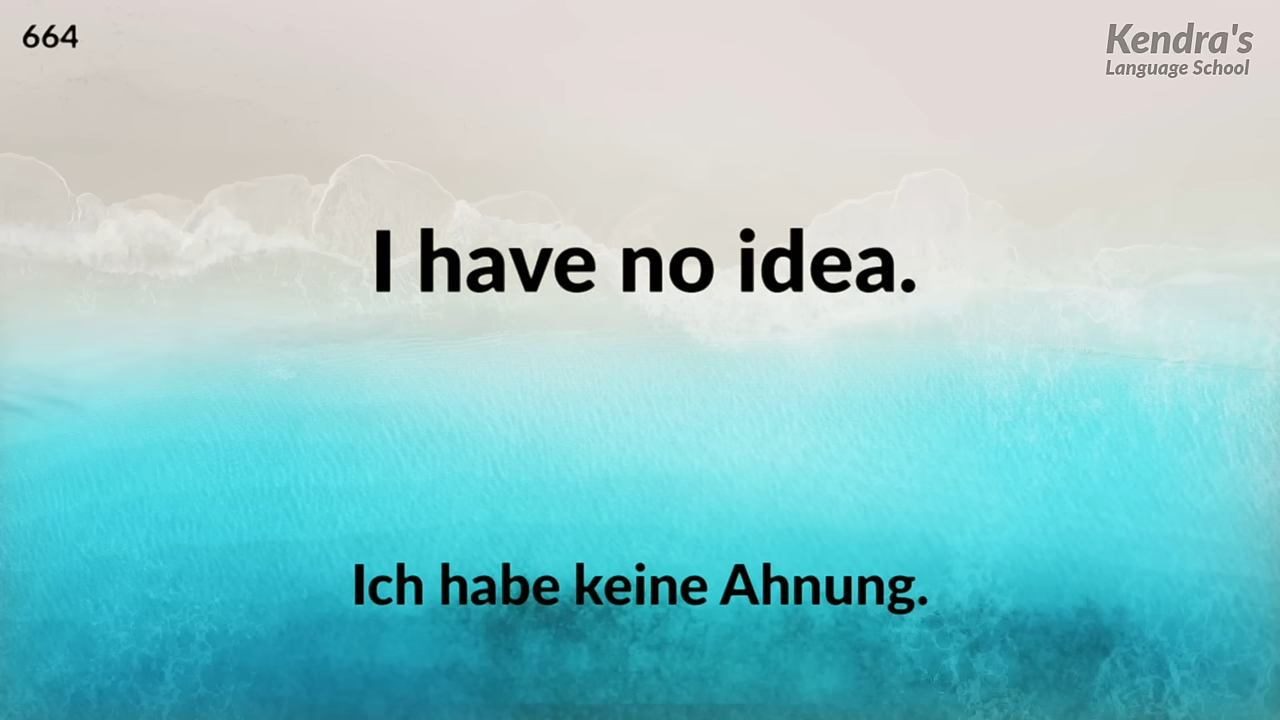 664
Kendra's
Language School
I have no idea.
Ich habe keine Ahnung.